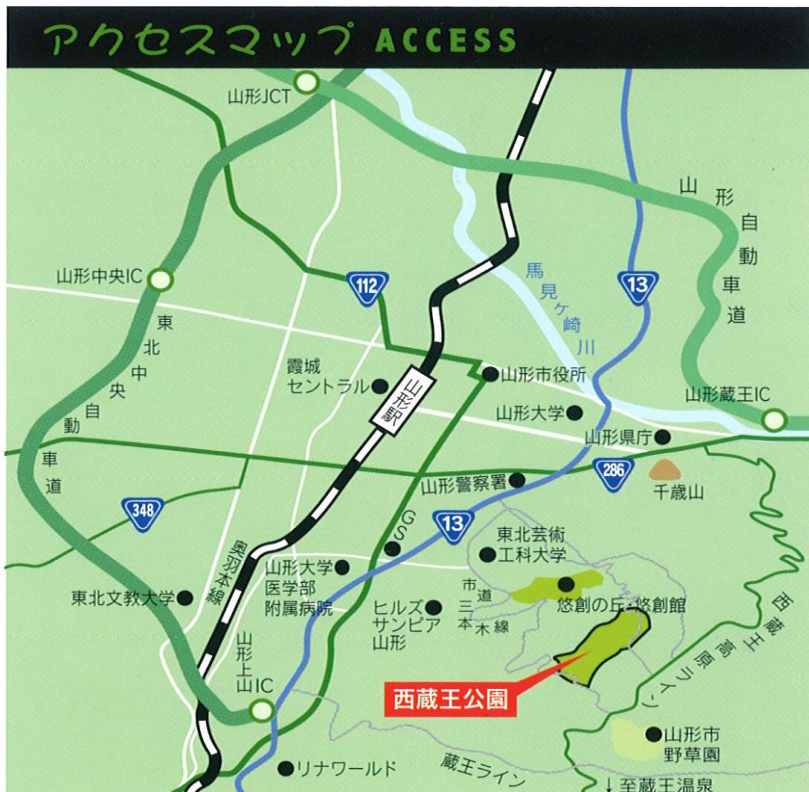 アクセスマップ ACCESS
山形JCT
山形自動車道
山形中央IC
112
馬見ヶ崎川
13
東北中央自動車道
霞城
セントラル
山形駅
山形市役所
山形大学
山形蔵王IC
山形県庁
山形警察署
286
千歳山
348
13
GS
東北芸術
工科大学
奥羽本線
山形大学
医学部
附属病院
東北文教大学
市道
三本木線
悠創の丘・悠創館
ヒルズ
サンピア
山形
西蔵王高原ライン
山形上
山IC
西蔵王公園
山形市
野草園
リナワールド
蔵王ライン
↓至蔵王温泉